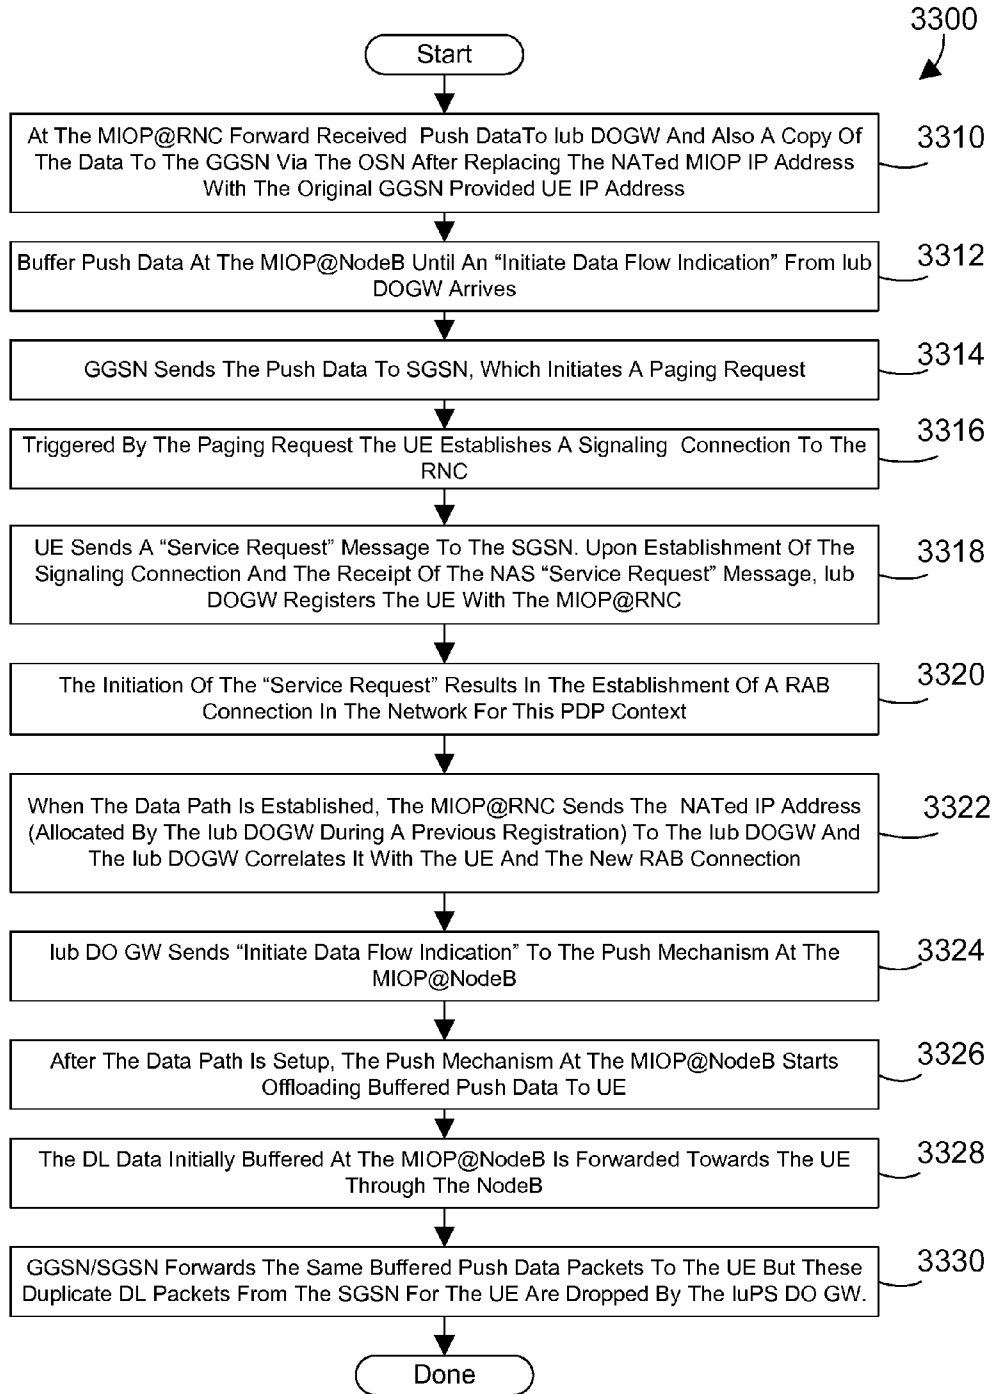 3300
Start
At The MIOP@RNC Forward Received Push DataTo Iub DOGW And Also A Copy Of
The Data To The GGSN Via The OSN After Replacing The NATed MIOP IP Address
With The Original GGSN Provided UE IP Address
3310
Buffer Push Data At The MIOP@NodeB Until An “Initiate Data Flow Indication” From Iub
DOGW Arrives
3312
GGSN Sends The Push Data To SGSN, Which Initiates A Paging Request
3314
Triggered By The Paging Request The UE Establishes A Signaling Connection To The
RNC
3316
UE Sends A “Service Request” Message To The SGSN. Upon Establishment Of The
Signaling Connection And The Receipt Of The NAS “Service Request” Message, Iub
DOGW Registers The UE With The MIOP@RNC
3318
The Initiation Of The “Service Request” Results In The Establishment Of A RAB
Connection In The Network For This PDP Context
3320
When The Data Path Is Established, The MIOP@RNC Sends The NATed IP Address
(Allocated By The Iub DOGW During A Previous Registration) To The Iub DOGW And
The Iub DOGW Correlates It With The UE And The New RAB Connection
3322
Iub DO GW Sends “Initiate Data Flow Indication” To The Push Mechanism At The
MIOP@NodeB
3324
After The Data Path Is Setup, The Push Mechanism At The MIOP@NodeB Starts
Offloading Buffered Push Data To UE
3326
The DL Data Initially Buffered At The MIOP@NodeB Is Forwarded Towards The UE
Through The NodeB
3328
GGSN/SGSN Forwards The Same Buffered Push Data Packets To The UE But These
Duplicate DL Packets From The SGSN For The UE Are Dropped By The IuPS DO GW.
3330
Done